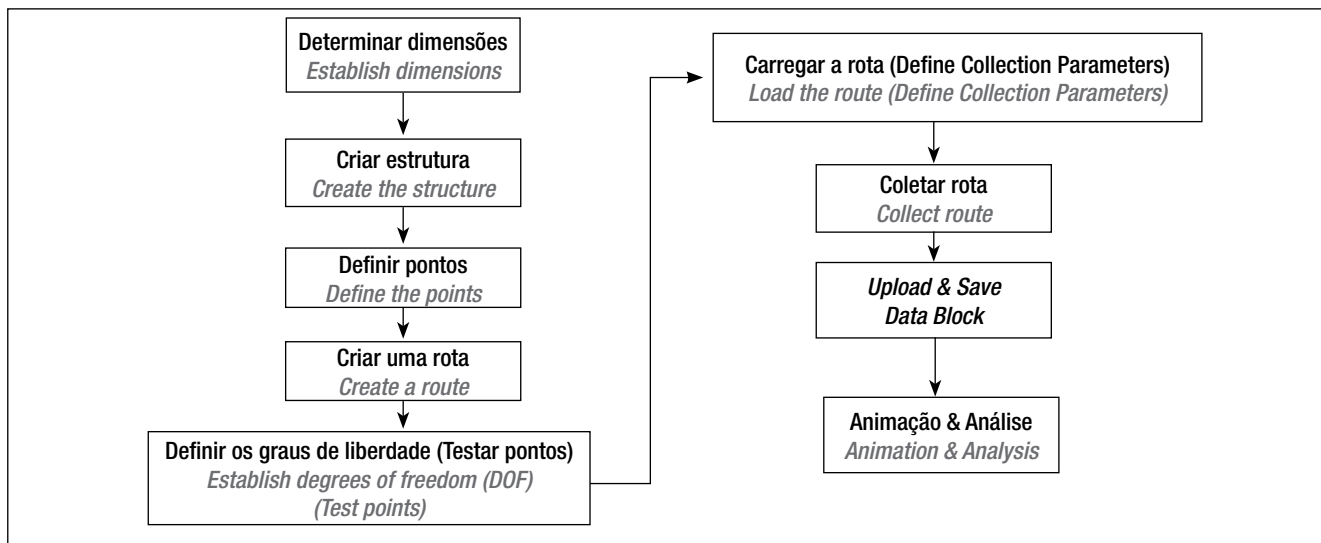 Determinar dimensões
Establish dimensions
Criar estrutura
Create the structure
Definir pontos
Define the points
Criar uma rota
Create a route
Definir os graus de liberdade (Testar pontos)
Establish degrees of freedom (DOF)
(Test points)
Carregar a rota (Define Collection Parameters)
Load the route (Define Collection Parameters)
Coletar rota
Collect route
Upload & Save
Data Block
Animação & Análise
Animation & Analysis